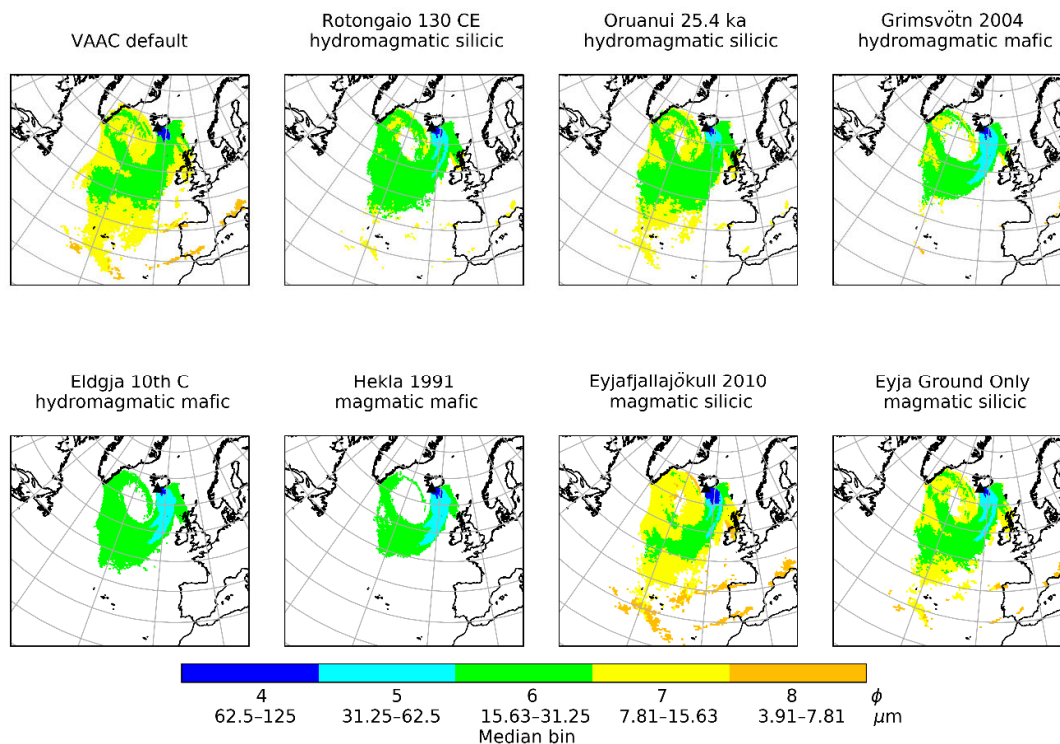 VAAC default
Rotongaio 130 CE
hydromagmatic silicic
Oruanui 25.4 ka
hydromagmatic silicic
Grimsvötn 2004
hydromagmatic mafic
Eldgja 10th C
hydromagmatic mafic
Hekla 1991
magmatic mafic
Eyjafjallajökull 2010
magmatic silicic
Eyja Ground Only
magmatic silicic
4 5 6 7 8 ϕ
62.5–125 31.25–62.5 15.63–31.25 7.81–15.63 3.91–7.81 μm
Median bin